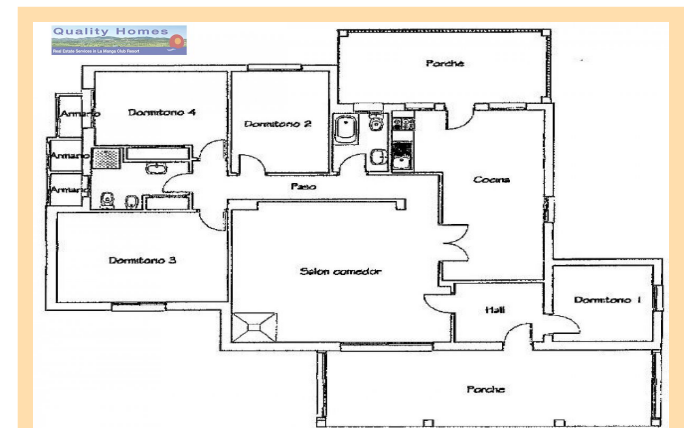 Quality Homes
Real Estate Services in La Manga Club Resort
Porche
Armario
Dormitorio 4
Dormitorio 2
Armario
Armario
Paso
Cocina
Dormitorio 3
Salon comedor
Hall
Dormitorio 1
Porche